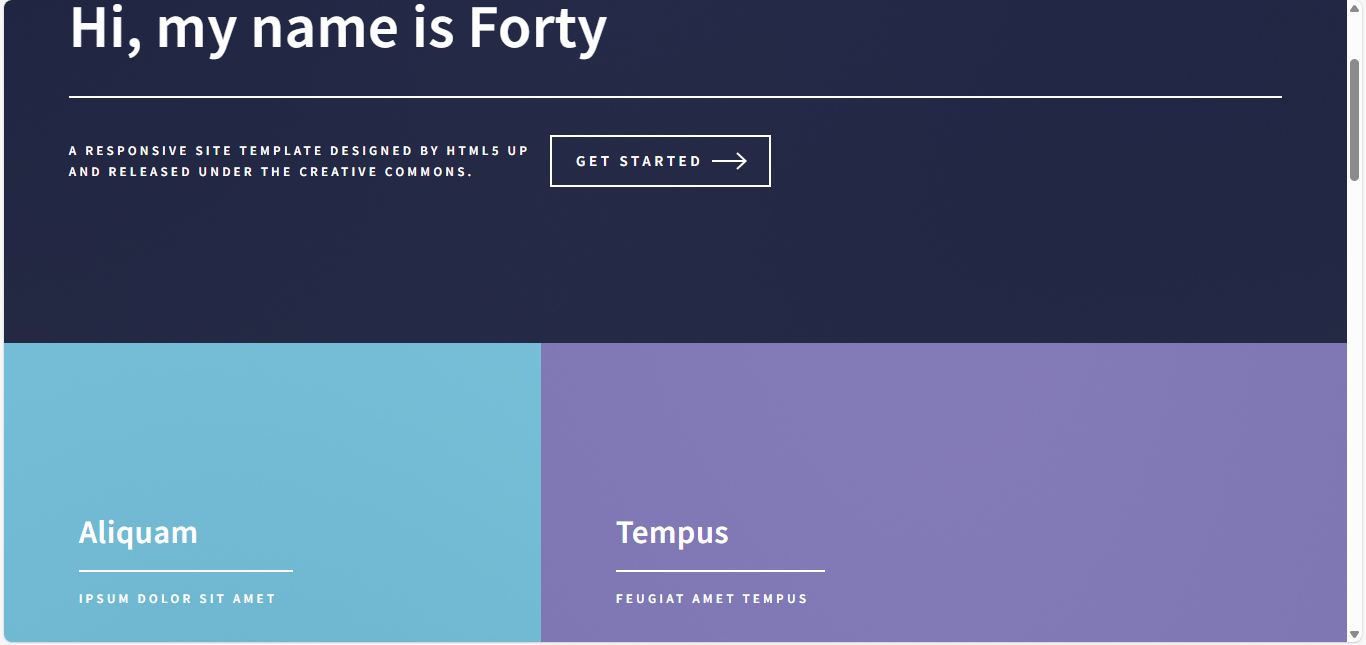 Hi, my name is Forty
A RESPONSIVE SITE TEMPLATE DESIGNED BY HTML5 UP
AND RELEASED UNDER THE CREATIVE COMMONS.
GET STARTED
Aliquam
IPSUM DOLOR SIT AMET
Tempus
FEUGIAT AMET TEMPUS